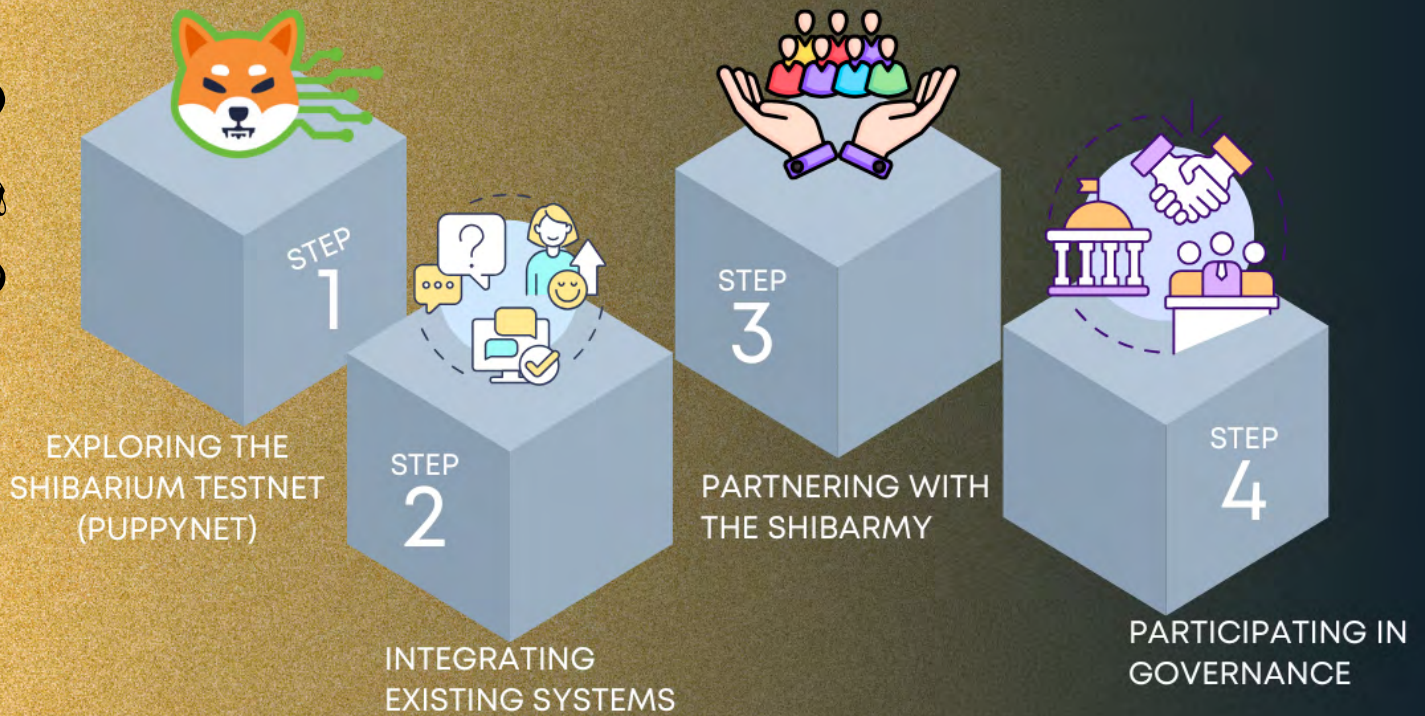 STEP
1
EXPLORING THE
SHIBARIUM TESTNET
(PUPPYNET)
STEP
2
INTEGRATING
EXISTING SYSTEMS
STEP
3
PARTNERING WITH
THE SHIBARMY
STEP
4
PARTICIPATING IN
GOVERNANCE